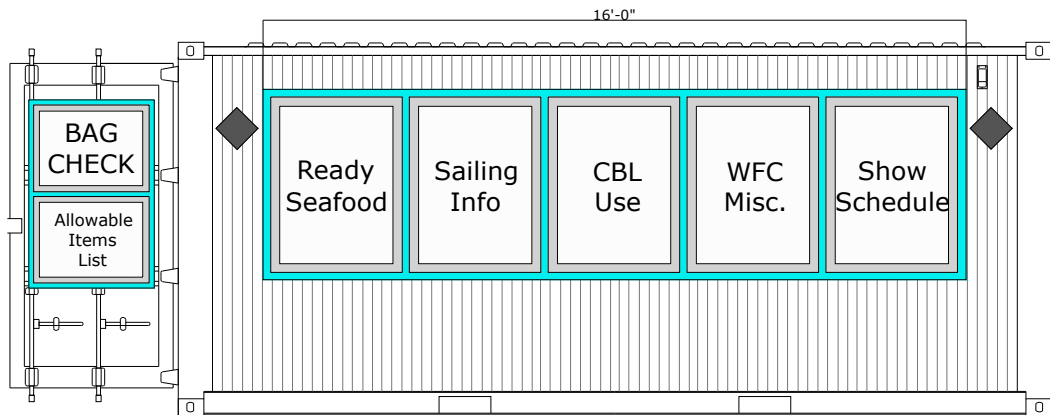 16'-0"
BAG
CHECK
Allowable
Items
List
Ready
Seafood
Sailing
Info
CBL
Use
WFC
Misc.
Show
Schedule